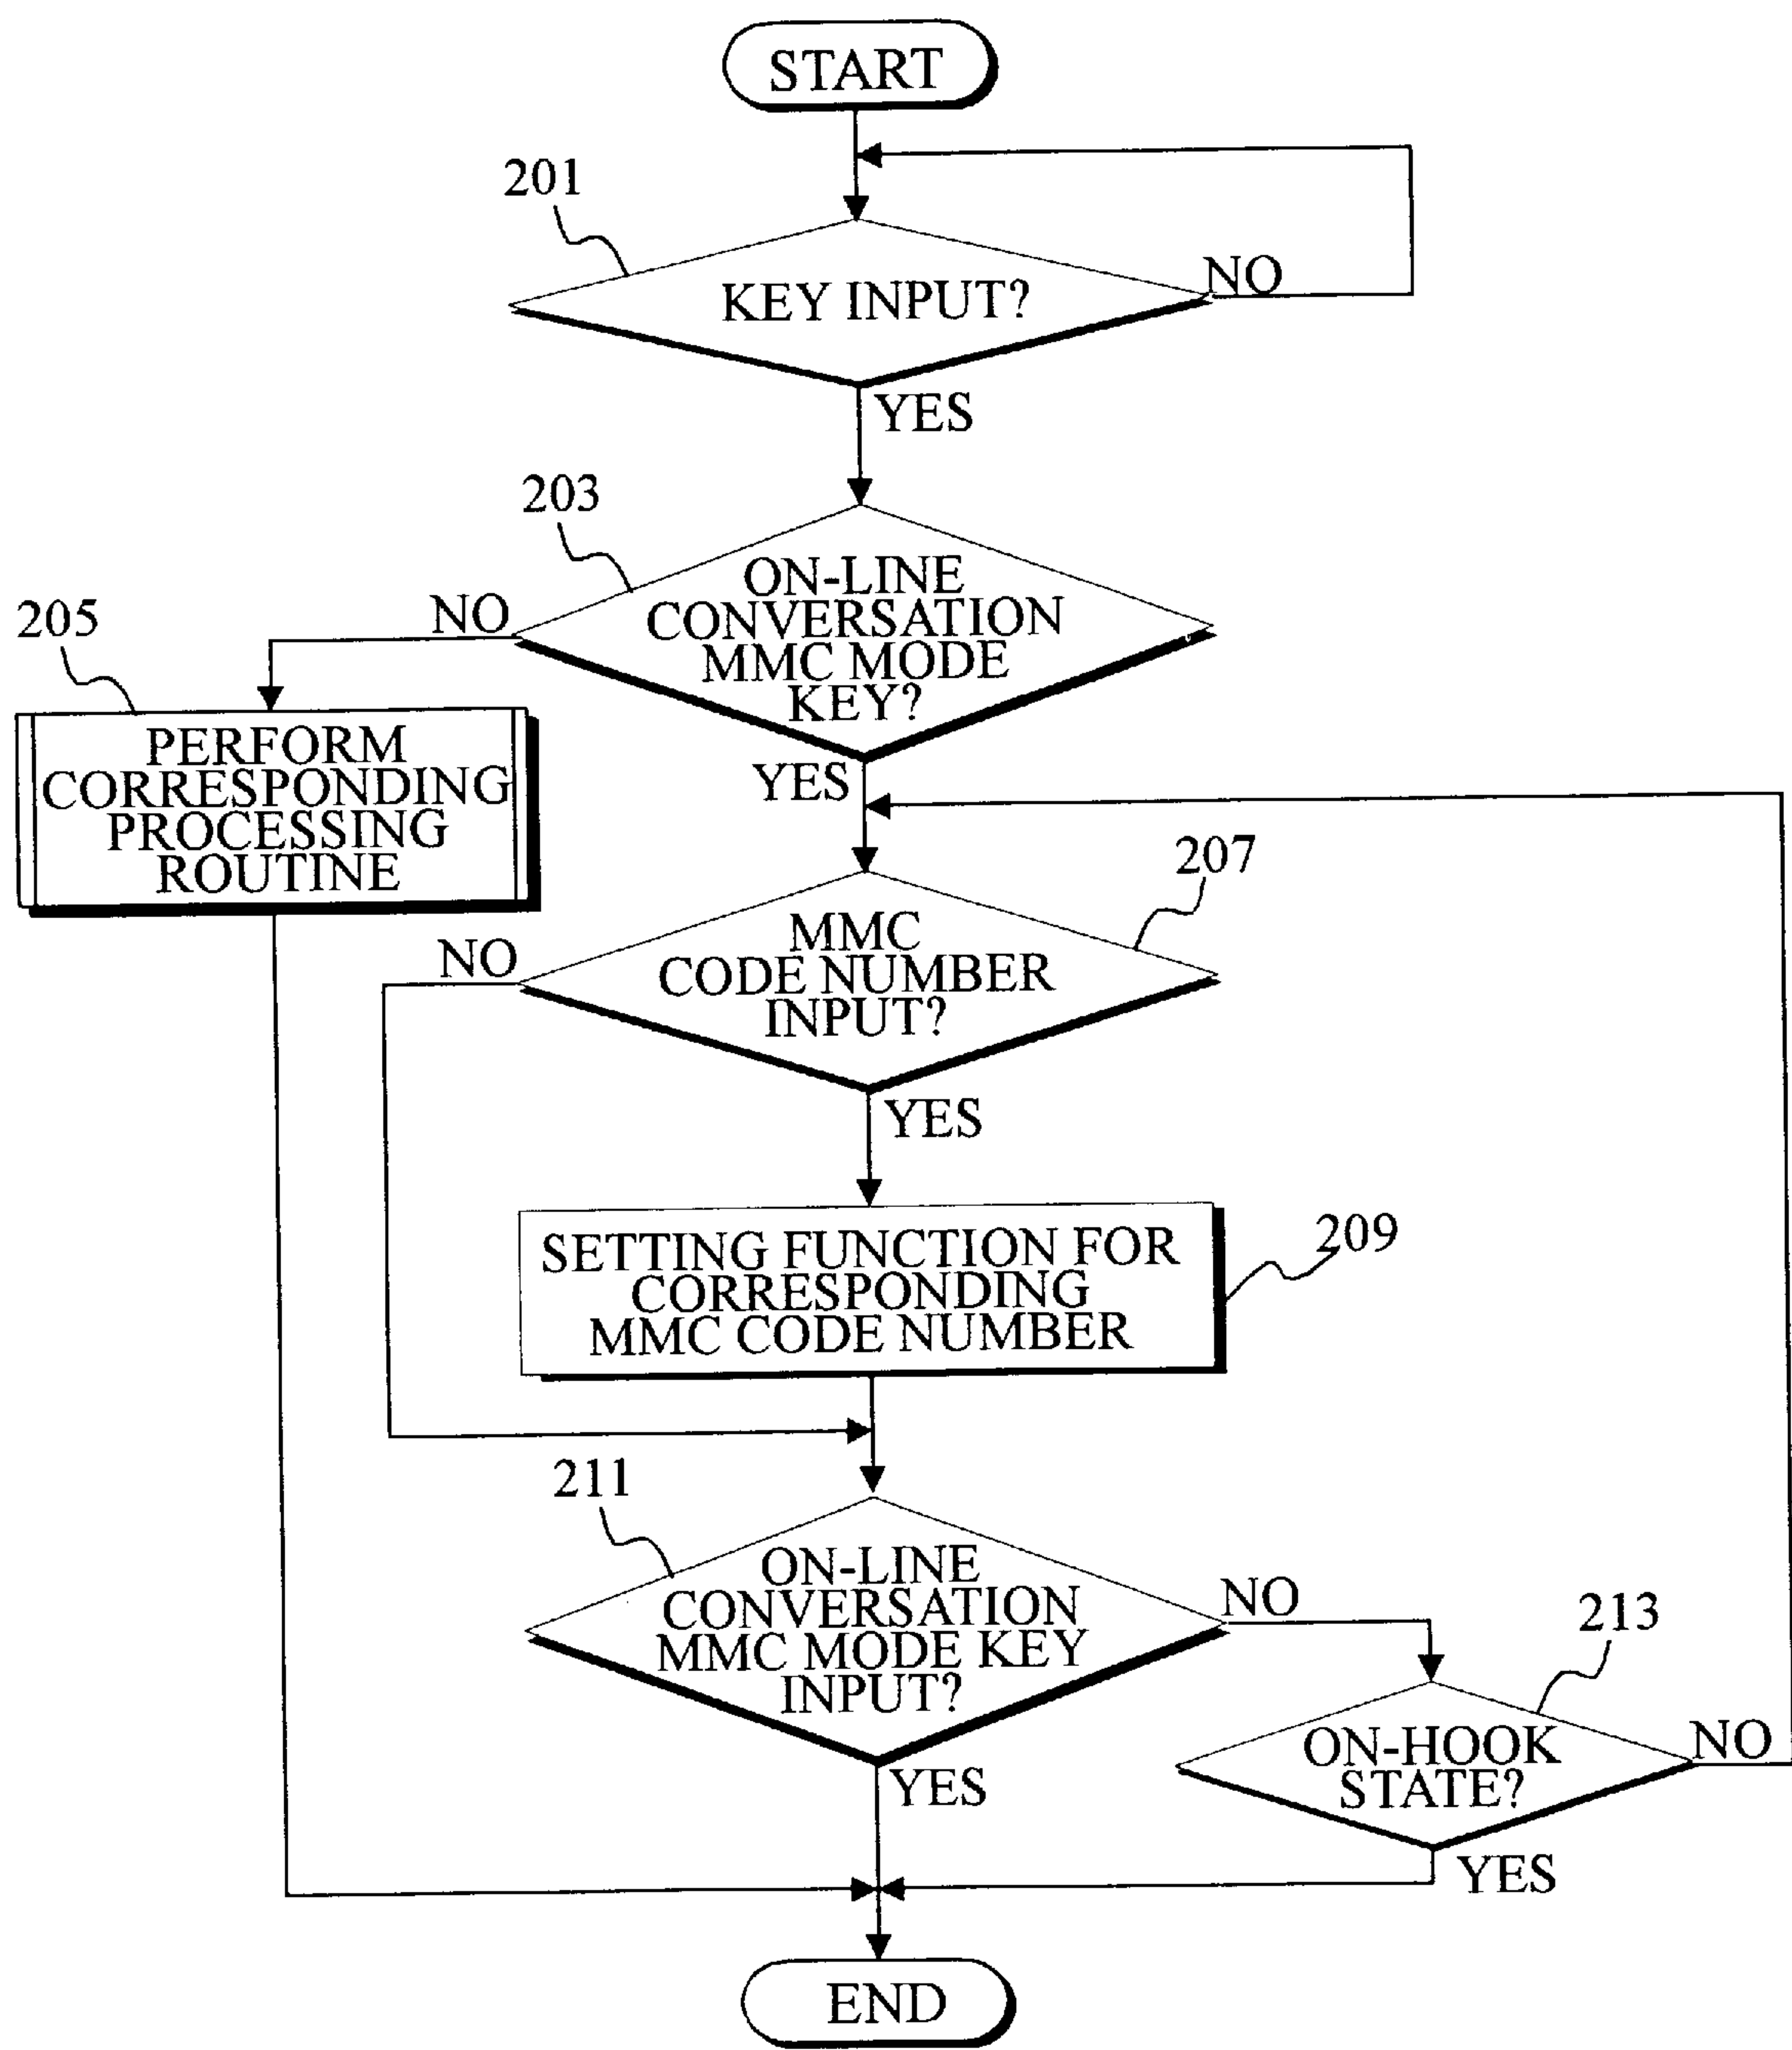 START
201
KEY INPUT?
NO
YES
203
ON-LINE
CONVERSATION
MMC MODE
KEY?
NO
YES
205
PERFORM
CORRESPONDING
PROCESSING
ROUTINE
207
MMC
CODE NUMBER
INPUT?
NO
YES
209
SETTING FUNCTION FOR
CORRESPONDING
MMC CODE NUMBER
211
ON-LINE
CONVERSATION
MMC MODE KEY
INPUT?
NO
YES
213
ON-HOOK
STATE?
NO
YES
END